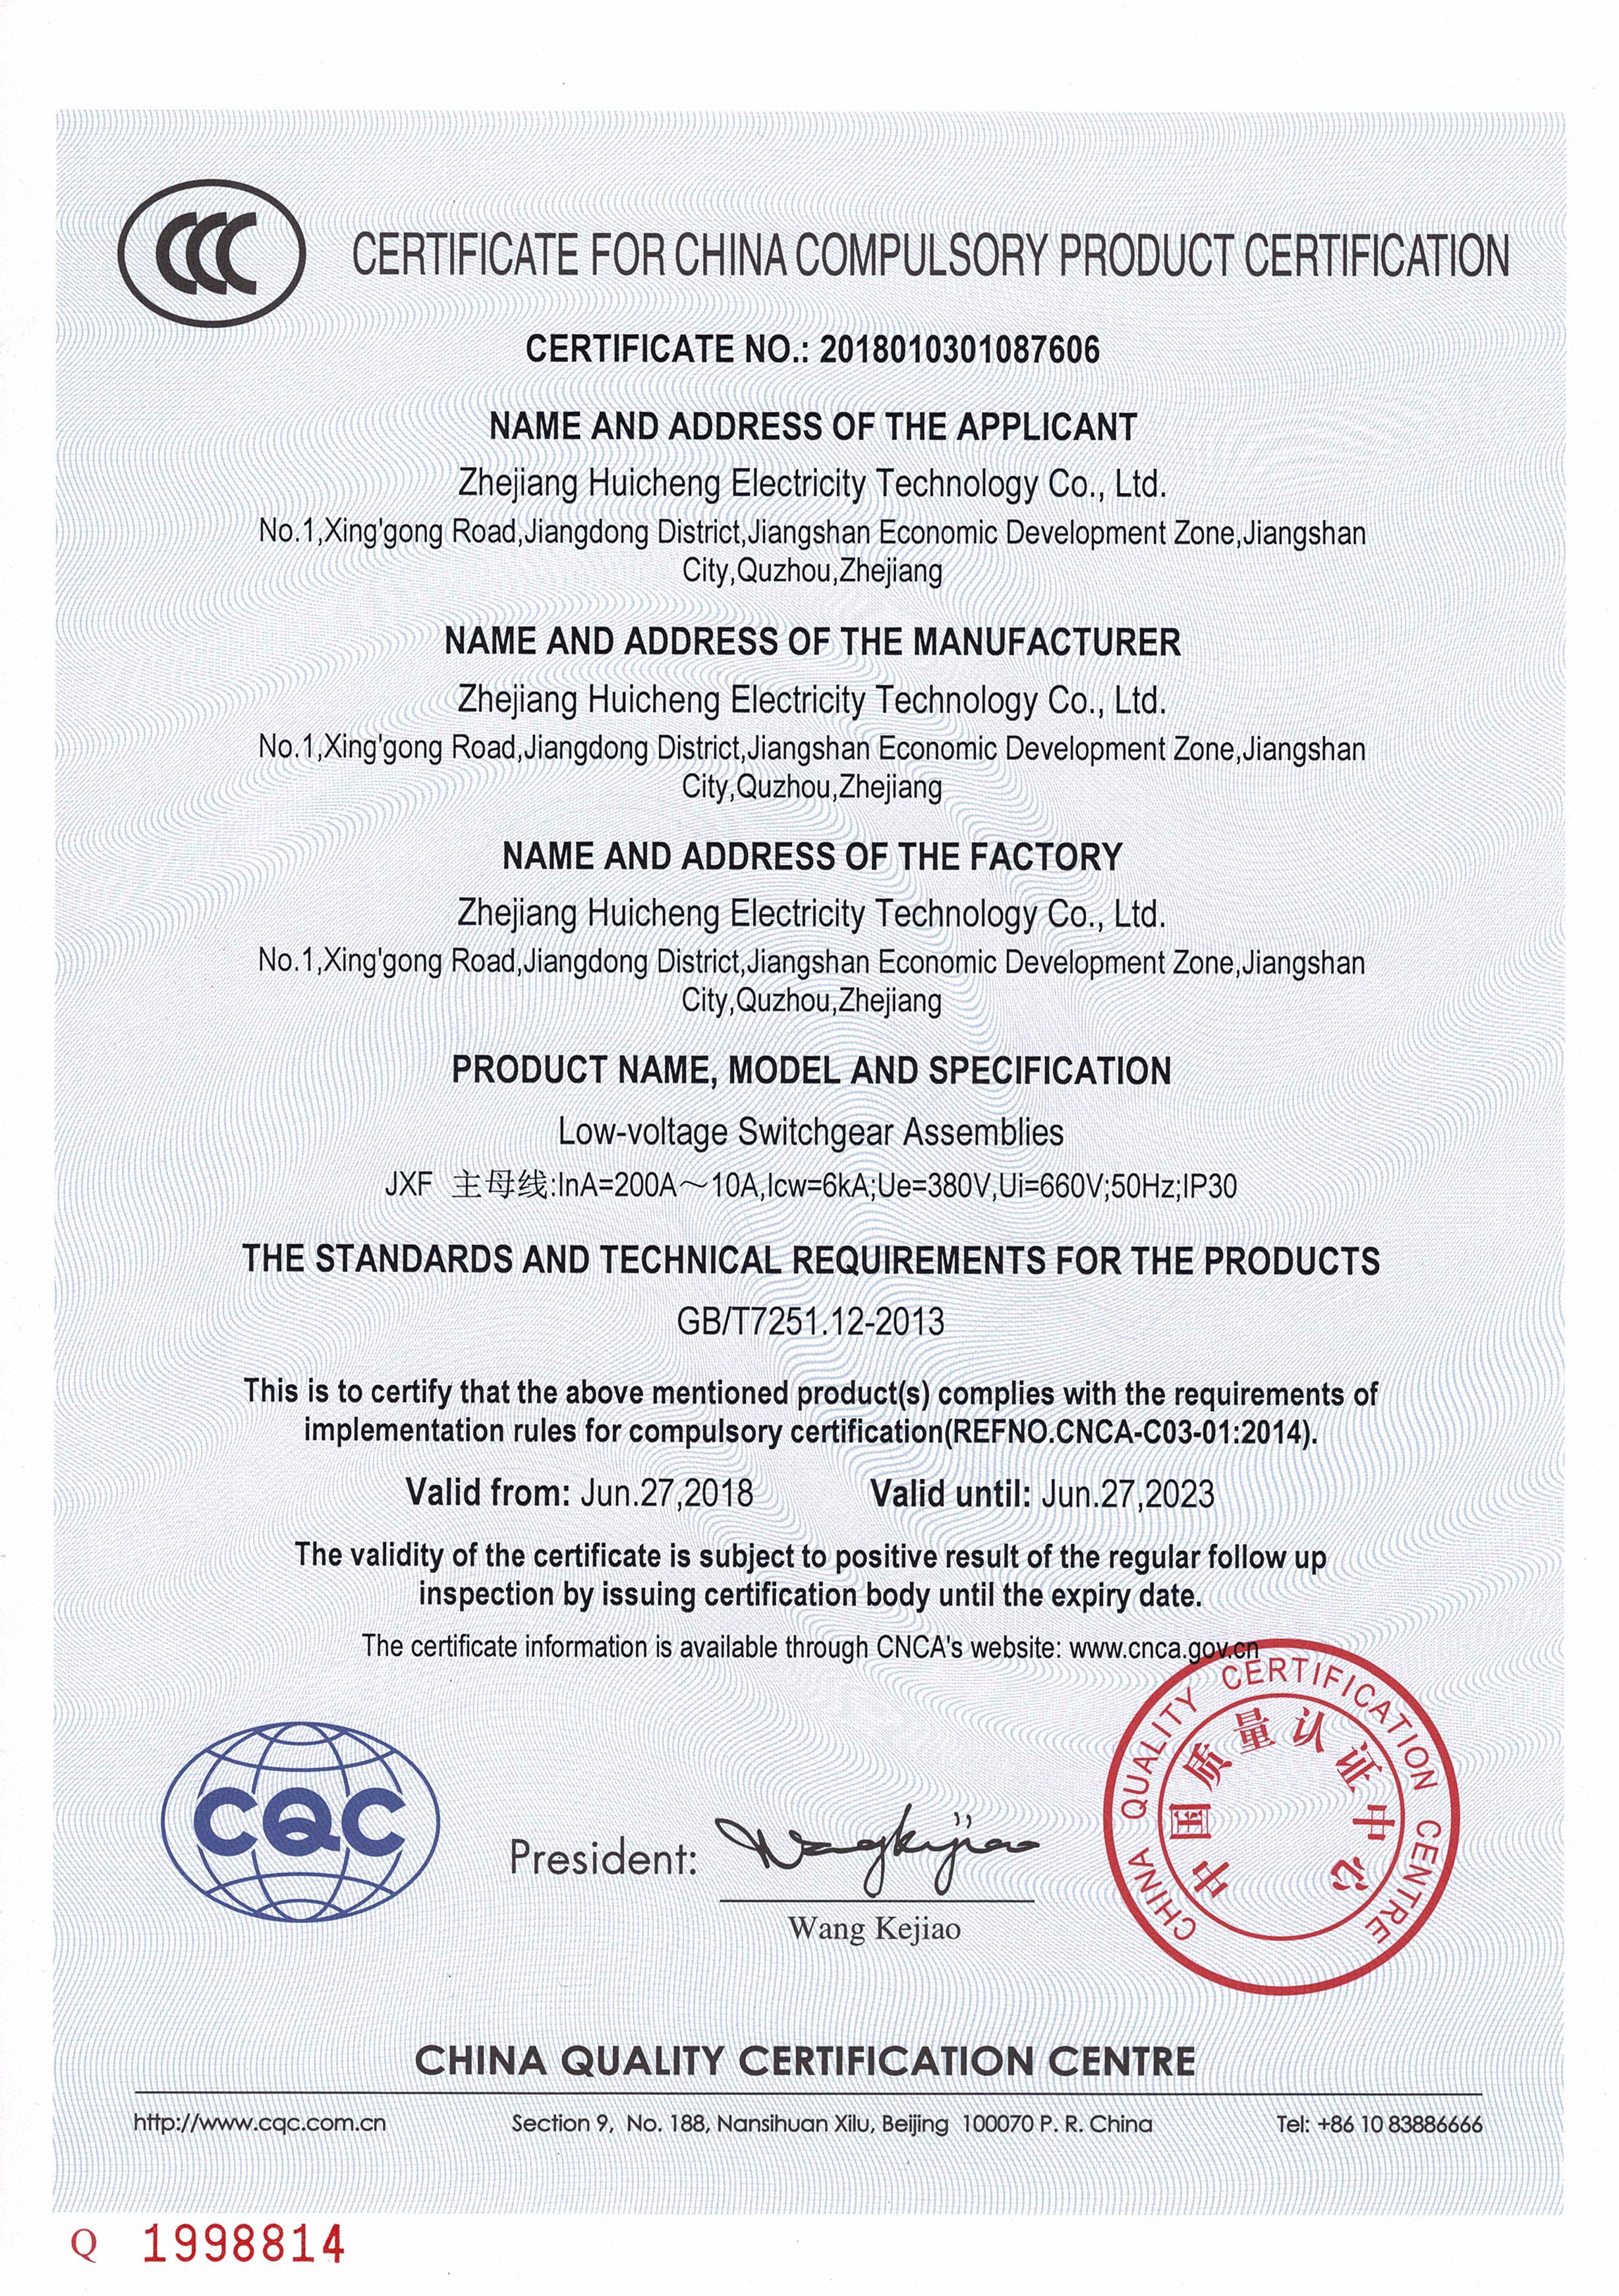 CCC
CERTIFICATE FOR CHINA COMPULSORY PRODUCT CERTIFICATION
CERTIFICATE NO.: 2018010301087606
NAME AND ADDRESS OF THE APPLICANT
Zhejiang Huicheng Electricity Technology Co., Ltd.
No.1,Xing'gong Road,Jiangdong District,Jiangshan Economic Development Zone,Jiangshan
City,Quzhou,Zhejiang
NAME AND ADDRESS OF THE MANUFACTURER
Zhejiang Huicheng Electricity Technology Co., Ltd.
No.1,Xing'gong Road,Jiangdong District,Jiangshan Economic Development Zone,Jiangshan
City,Quzhou,Zhejiang
NAME AND ADDRESS OF THE FACTORY
Zhejiang Huicheng Electricity Technology Co., Ltd.
No.1,Xing'gong Road,Jiangdong District,Jiangshan Economic Development Zone,Jiangshan
City,Quzhou,Zhejiang
PRODUCT NAME, MODEL AND SPECIFICATION
Low-voltage Switchgear Assemblies
JXF 主母线:InA=200A～10A,Icw=6kA;Ue=380V,Ui=660V;50Hz;IP30
THE STANDARDS AND TECHNICAL REQUIREMENTS FOR THE PRODUCTS
GB/T7251.12-2013
This is to certify that the above mentioned product(s) complies with the requirements of
implementation rules for compulsory certification(REFNO.CNCA-C03-01:2014).
Valid from: Jun.27,2018 Valid until: Jun.27,2023
The validity of the certificate is subject to positive result of the regular follow up
inspection by issuing certification body until the expiry date.
The certificate information is available through CNCA's website: www.cnca.gov.cn
CHINA QUALITY CERTIFICATION CENTRE
中国质量认证中心
CQC
President: Wangkejiao
Wang Kejiao
CHINA QUALITY CERTIFICATION CENTRE
http://www.cqc.com.cn Section 9, No. 188, Nansihuan Xilu, Beijing 100070 P. R. China Tel: +86 10 83886666
Q 1998814